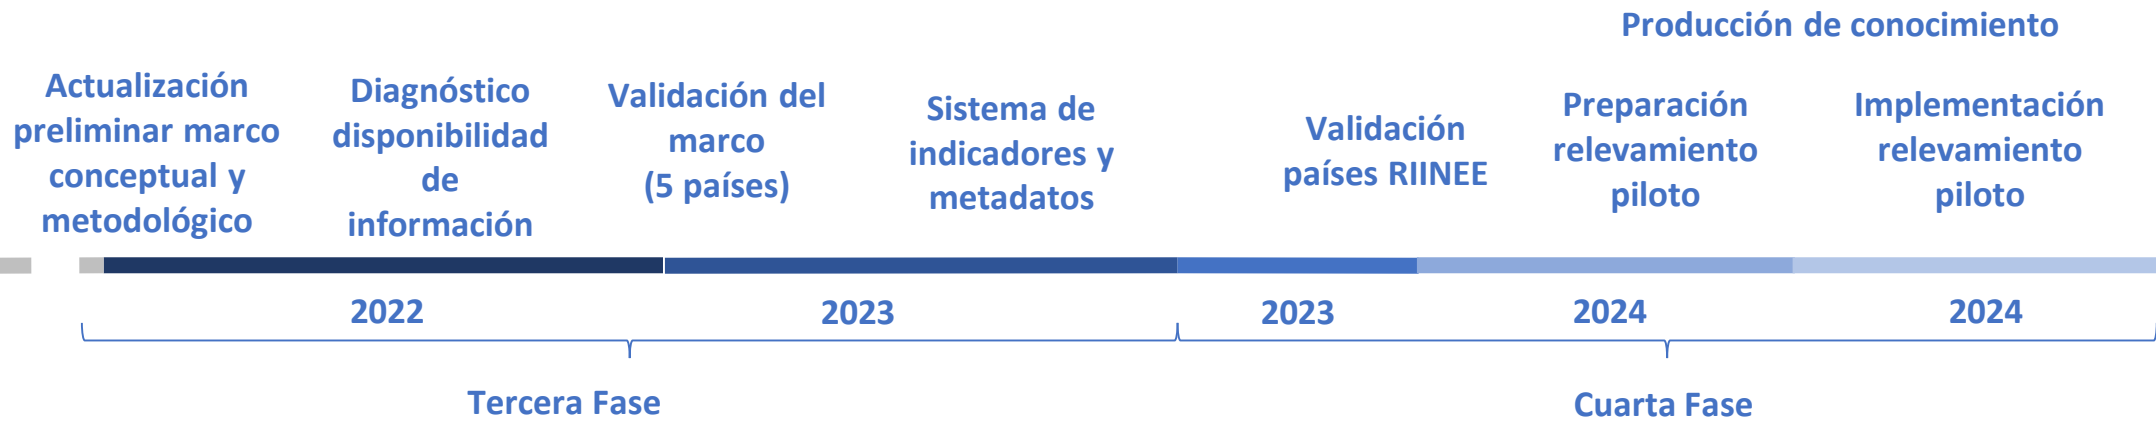 Producción de conocimiento
Actualización
preliminar marco
conceptual y
metodológico
Diagnóstico
disponibilidad
de
información
Validación del
marco
(5 países)
Sistema de
indicadores y
metadatos
Validación
países RIINEE
Preparación
relevamiento
piloto
Implementación
relevamiento
piloto
2022
2023
2023
2024
2024
Tercera Fase
Cuarta Fase